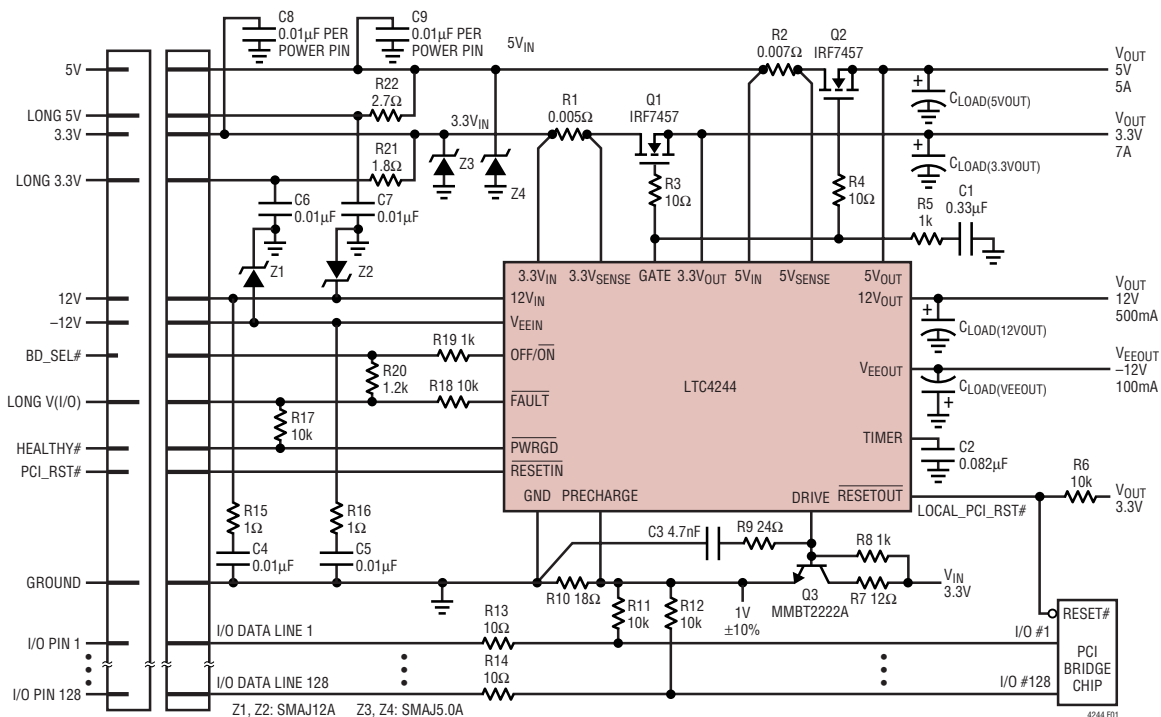 C8
0.01µF PER
POWER PIN
C9
0.01µF PER
POWER PIN
5VIN
R2
0.007Ω
Q2
IRF7457
VOUT
5V
5A
5V
R22
2.7Ω
CLOAD(5VOUT)
LONG 5V
R1
0.005Ω
Q1
IRF7457
3.3V
3.3VIN
VOUT
3.3V
7A
R21
1.8Ω
Z3
Z4
CLOAD(3.3VOUT)
LONG 3.3V
R3
10Ω
R4
10Ω
R5
1k
C1
0.33µF
C6
0.01µF
C7
0.01µF
Z1
Z2
3.3VIN
3.3VSENSE
GATE
3.3VOUT
5VIN
5VSENSE
5VOUT
12V
12VIN
12VOUT
VOUT
12V
500mA
–12V
VEEIN
CLOAD(12VOUT)
BD_SEL#
R19 1k
OFF/ON
R20
1.2k
LTC4244
VEEOUT
VEEOUT
–12V
100mA
LONG V(I/O)
R18 10k
FAULT
CLOAD(VEEOUT)
R17
10k
TIMER
HEALTHY#
PWRGD
C2
0.082µF
PCI_RST#
RESETIN
R6
10k
GND
PRECHARGE
DRIVE
RESETOUT
VOUT
3.3V
LOCAL_PCI_RST#
R15
1Ω
R16
1Ω
C3 4.7nF
R9 24Ω
C4
0.01µF
C5
0.01µF
R8 1k
GROUND
VIN
3.3V
R10 18Ω
Q3
MMBT2222A
R7 12Ω
R13
10Ω
R11
10k
R12
10k
1V
±10%
RESET#
I/O PIN 1
I/O DATA LINE 1
I/O #1
R14
10Ω
PCI
BRIDGE
CHIP
I/O PIN 128
I/O DATA LINE 128
I/O #128
Z1, Z2: SMAJ12A Z3, Z4: SMAJ5.0A
4244 F01